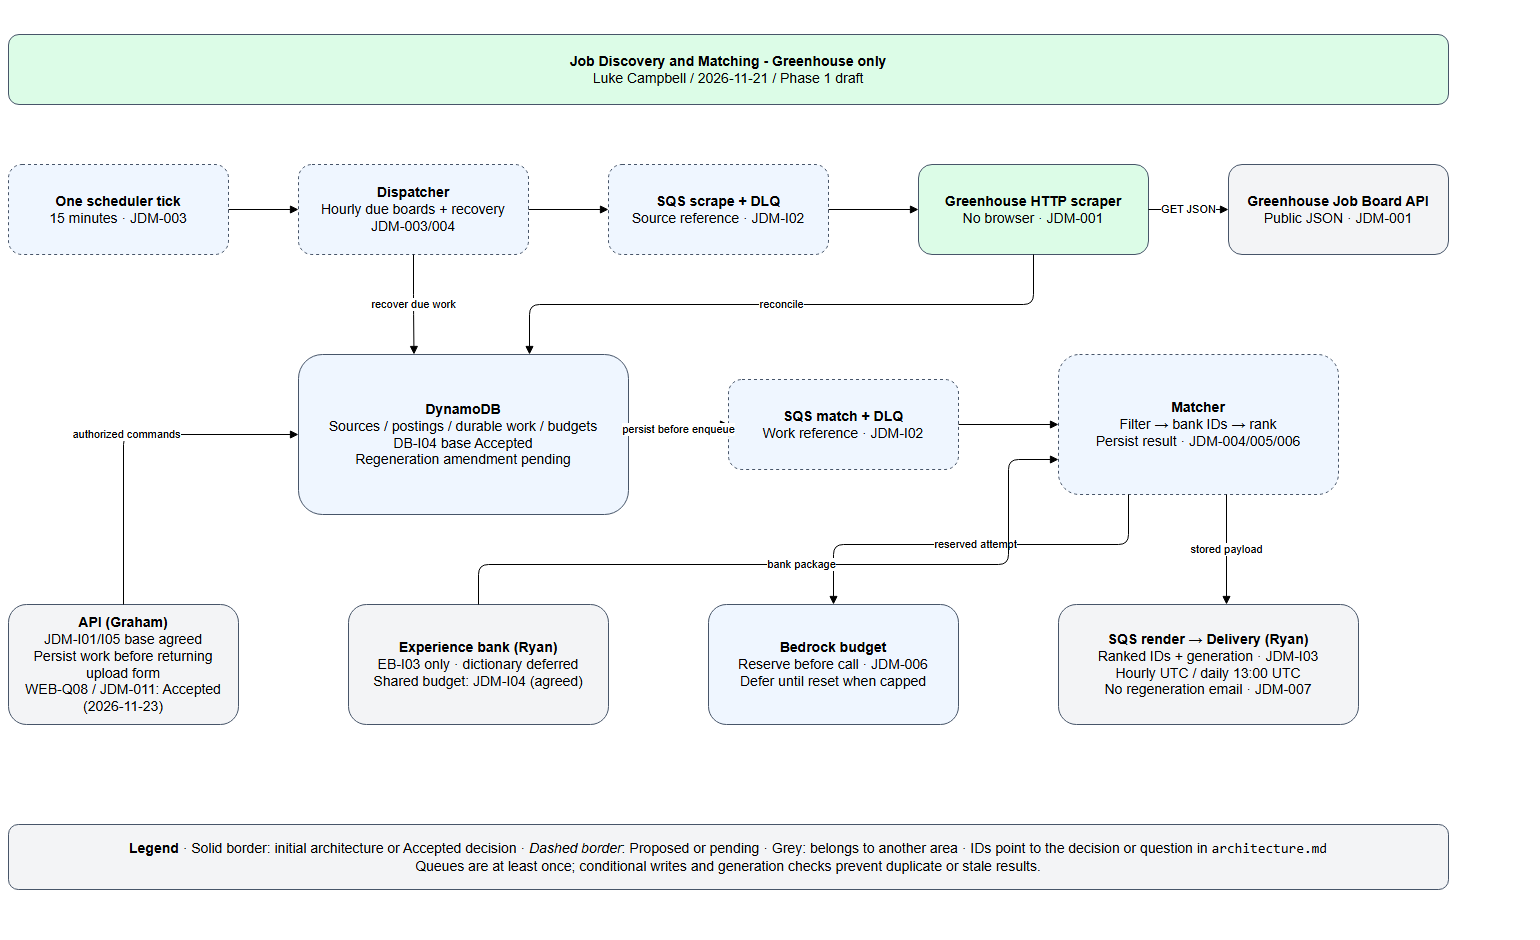 Job Discovery and Matching - Greenhouse only
Luke Campbell / 2026-11-21 / Phase 1 draft
One scheduler tick
15 minutes · JDM-003
Dispatcher
Hourly due boards + recovery
JDM-003/004
SQS scrape + DLQ
Source reference · JDM-I02
Greenhouse HTTP scraper
No browser · JDM-001
GET JSON
Greenhouse Job Board API
Public JSON · JDM-001
recover due work
reconcile
authorized commands
DynamoDB
Sources / postings / durable work / budgets
DB-I04 base Accepted
Regeneration amendment pending
persist before enqueue
SQS match + DLQ
Work reference · JDM-I02
Matcher
Filter → bank IDs → rank
Persist result · JDM-004/005/006
reserved attempt
bank package
stored payload
API (Graham)
JDM-I01/I05 base agreed
Persist work before returning
upload form
WEB-Q08 / JDM-011: Accepted
(2026-11-23)
Experience bank (Ryan)
EB-I03 only · dictionary deferred
Shared budget: JDM-I04 (agreed)
Bedrock budget
Reserve before call · JDM-006
Defer until reset when capped
SQS render → Delivery (Ryan)
Ranked IDs + generation · JDM-I03
Hourly UTC / daily 13:00 UTC
No regeneration email · JDM-007
Legend · Solid border: initial architecture or Accepted decision · Dashed border: Proposed or pending · Grey: belongs to another area · IDs point to the decision or question in architecture.md
Queues are at least once; conditional writes and generation checks prevent duplicate or stale results.